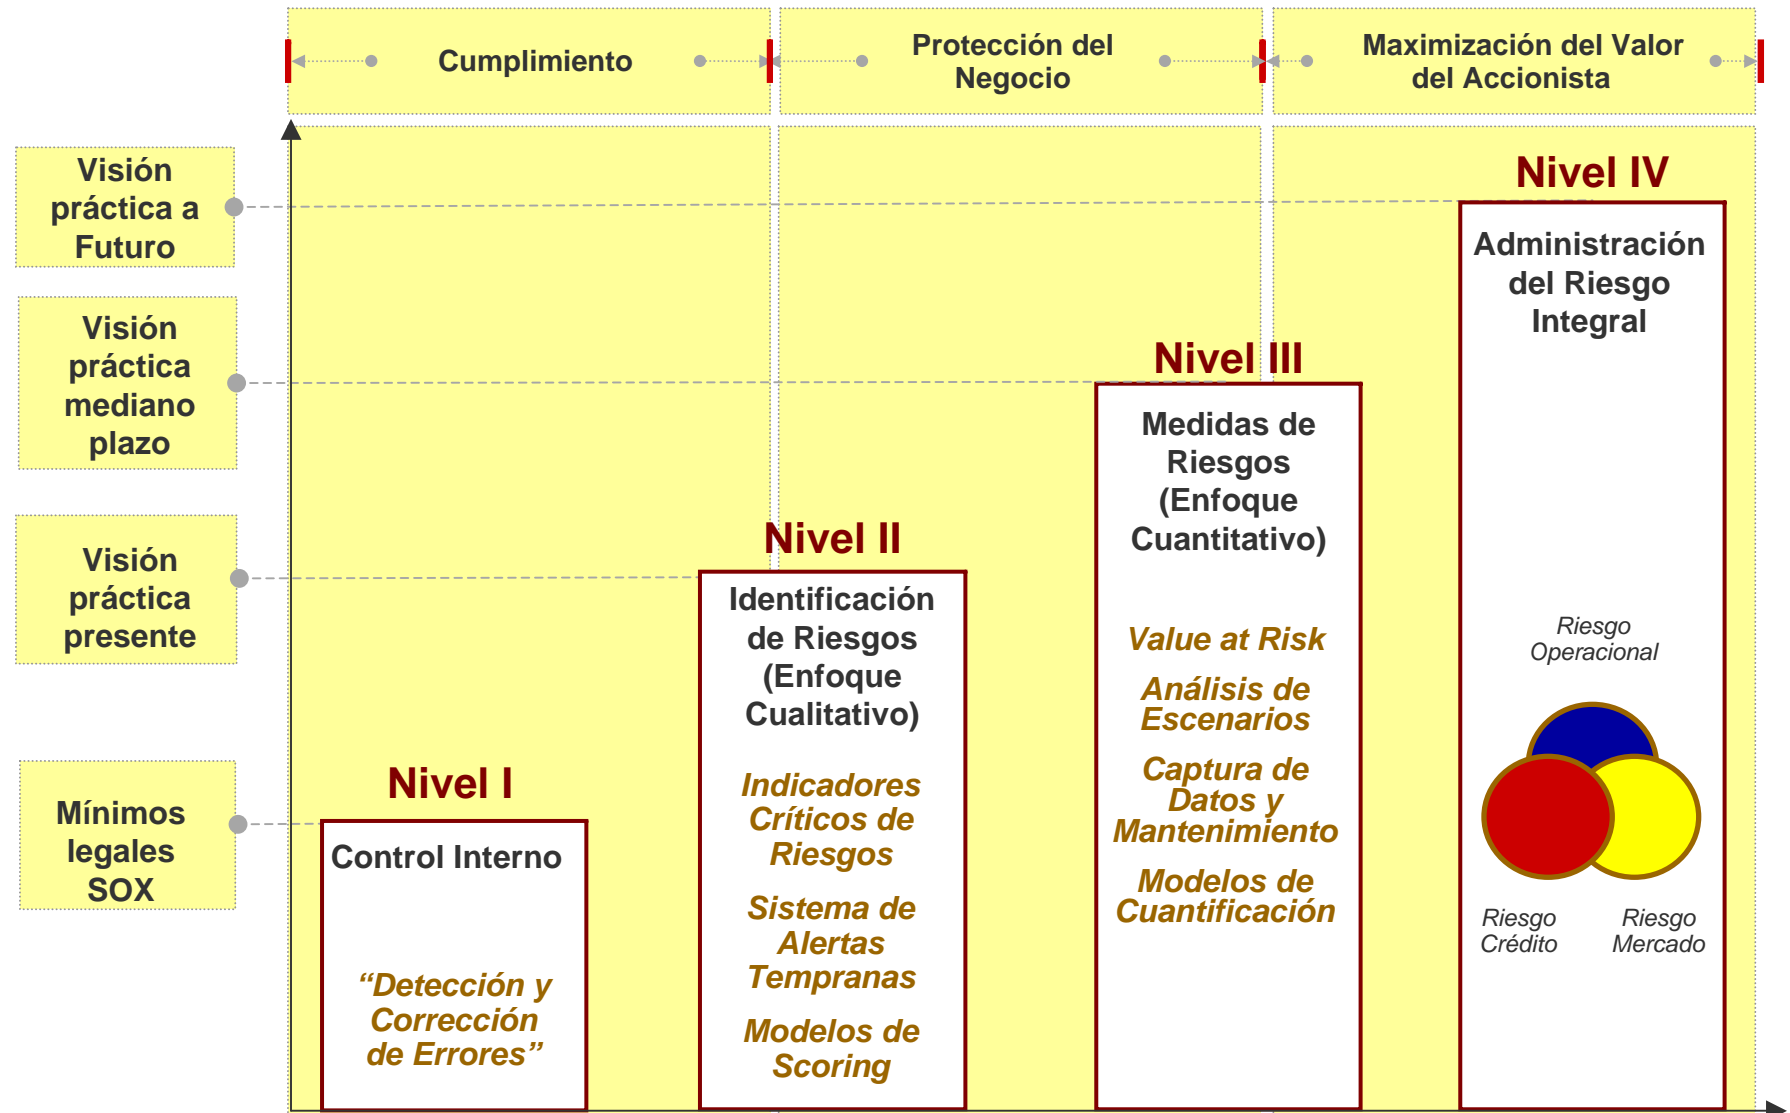 Cumplimiento
Protección del
Negocio
Maximización del Valor
del Accionista
Visión
práctica a
Futuro
Visión
práctica
mediano
plazo
Visión
práctica
presente
Mínimos
legales
SOX
Nivel I
Control Interno
“Detección y
Corrección
de Errores”
Nivel II
Identificación
de Riesgos
(Enfoque
Cualitativo)
Indicadores
Críticos de
Riesgos
Sistema de
Alertas
Tempranas
Modelos de
Scoring
Nivel III
Medidas de
Riesgos
(Enfoque
Cuantitativo)
Value at Risk
Análisis de
Escenarios
Captura de
Datos y
Mantenimiento
Modelos de
Cuantificación
Nivel IV
Administración
del Riesgo
Integral
Riesgo
Operacional
Riesgo
Crédito
Riesgo
Mercado